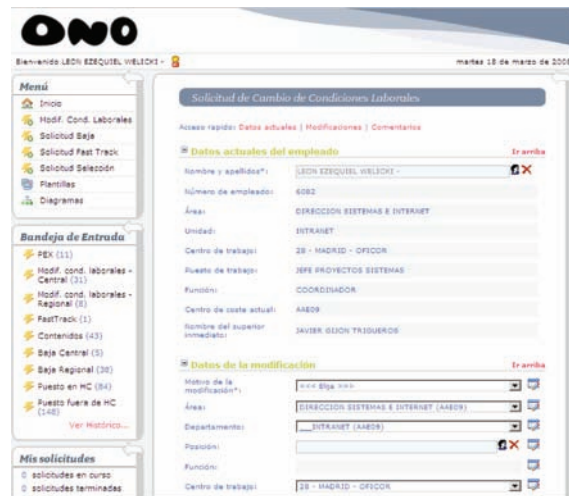 ONO
Bienvenido LEON EZEQUIEL WELICKI -
martes 18 de marzo de 2008
Menú
Inicio
Modif. Cond. Laborales
Solicitud Baja
Solicitud Fast Track
Solicitud Selección
Plantillas
Diagramas
Bandeja de Entrada
PEX (11)
Modif. cond. laborales -
Central (31)
Modif. cond. laborales -
Regional (8)
FastTrack (1)
Contenidos (43)
Baja Central (5)
Baja Regional (38)
Puesto en HC (84)
Puesto fuera de HC
(148)
Ver Histórico...
Mis solicitudes
solicitudes en curso
solicitudes terminadas
Solicitud de Cambio de Condiciones Laborales
Acceso rapido: Datos actuales | Modificaciones | Comentarios
Datos actuales del empleado
Ir arriba
Nombre y apellidos*: LEON EZEQUIEL WELICKI -
Número de empleado: 6082
Área: DIRECCION SISTEMAS E INTERNET
Unidad: INTRANET
Centro de trabajo: 28 - MADRID - OFICOR
Puesto de trabajo: JEFE PROYECTOS SISTEMAS
Función: COORDINADOR
Centro de coste actual: AAE09
Nombre del superior
inmediato: JAVIER GIJON TRIGUEROS
Datos de la modificación
Ir arriba
Motivo de la
modificación*: <<< Elija >>>
Área: DIRECCION SISTEMAS E INTERNET (AAE09)
Departamento: ___INTRANET (AAE09)
Posición:
Función:
Centro de trabajo: 28 - MADRID - OFICOR